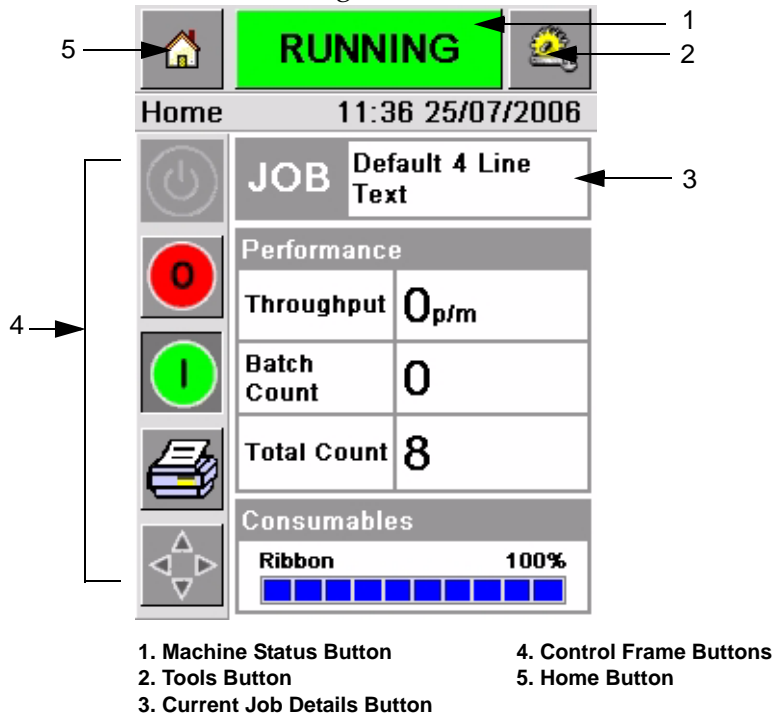 1
5
RUNNING
2
Home 11:36 25/07/2006
JOB
Default 4 Line
Text
3
Performance
O
Throughput 0p/m
4
I
Batch
Count
0
Total Count 8
Consumables
Ribbon 100%
1. Machine Status Button
2. Tools Button
3. Current Job Details Button
4. Control Frame Buttons
5. Home Button